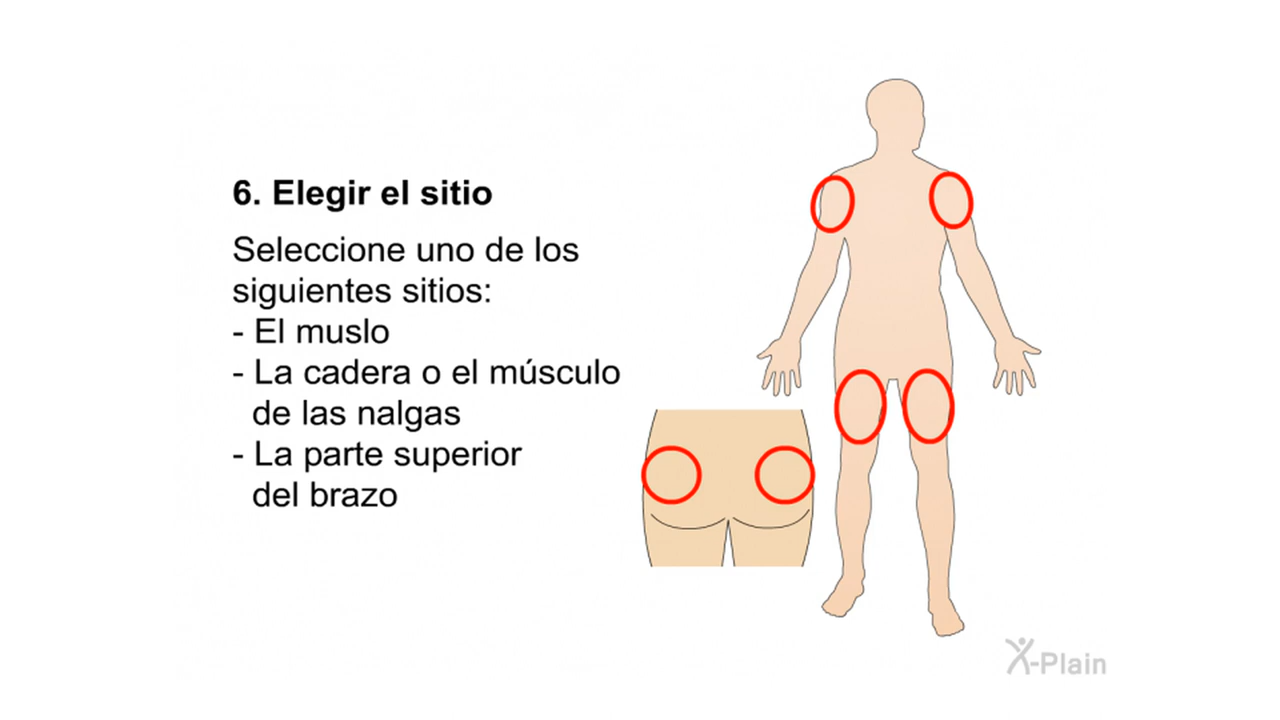 6. Elegir el sitio
Seleccione uno de los
siguientes sitios:
- El muslo
- La cadera o el músculo
de las nalgas
- La parte superior
del brazo
X-Plain